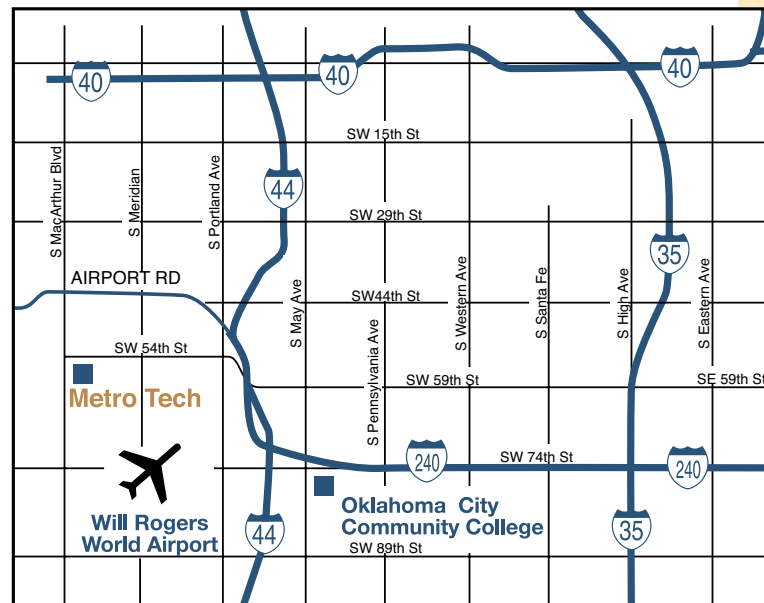 40
40
40
SW 15th St
S MacArthur Blvd
S Meridian
S Portland Ave
44
SW 29th St
35
AIRPORT RD
S May Ave
SW44th St
S Western Ave
S Santa Fe
S High Ave
S Eastern Ave
SW 54th St
S Pennsylvania Ave
SW 59th St
SE 59th St
Metro Tech
240
SW 74th St
240
Will Rogers
World Airport
44
Oklahoma City
Community College
35
SW 89th St